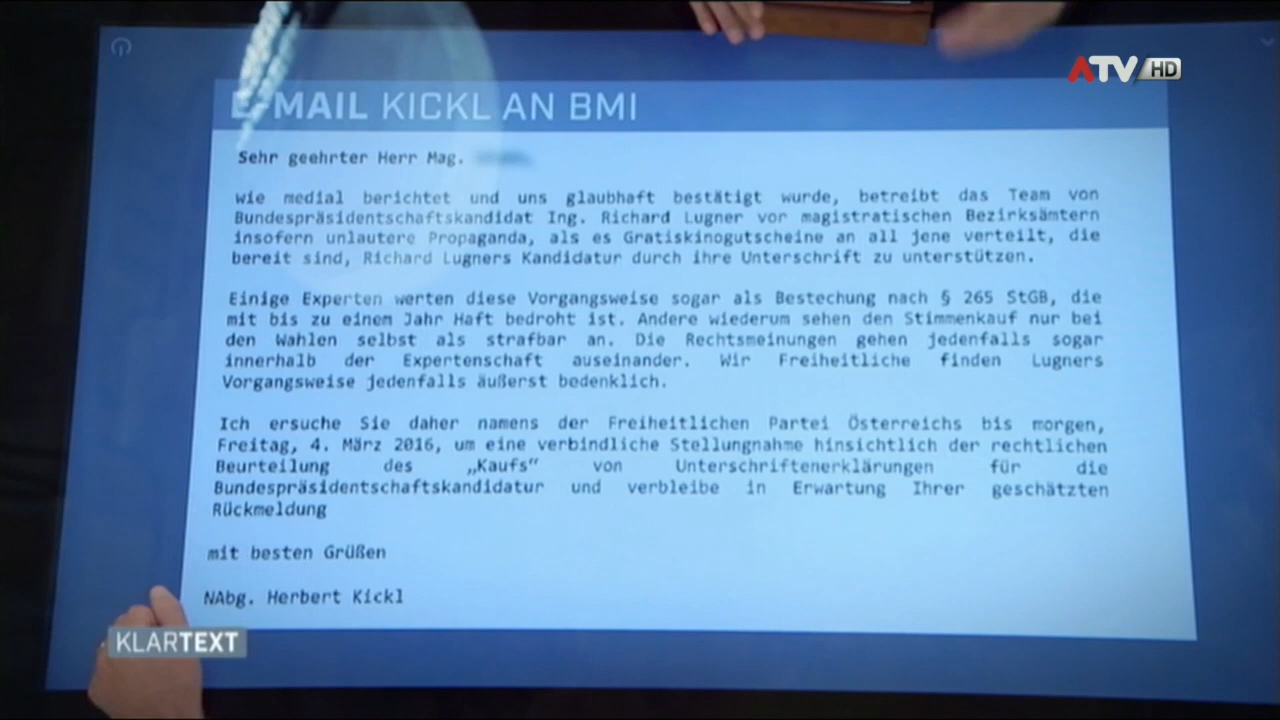 ATV HD
E-MAIL KICKL AN BMI
Sehr geehrter Herr Mag.
wie medial berichtet und uns glaubhaft bestätigt wurde, betreibt das Team von
Bundespräsidentschaftskandidat Ing. Richard Lugner vor magistratischen Bezirksämtern
insofern unlautere Propaganda, als es Gratiskinogutscheine an all jene verteilt, die
bereit sind, Richard Lugners Kandidatur durch ihre Unterschrift zu unterstützen.
Einige Experten werten diese Vorgangsweise sogar als Bestechung nach § 265 StGB, die
mit bis zu einem Jahr Haft bedroht ist. Andere wiederum sehen den Stimmenkauf nur bei
den Wahlen selbst als strafbar an. Die Rechtsmeinungen gehen jedenfalls sogar
innerhalb der Expertenschaft auseinander. Wir Freiheitliche finden Lugners
Vorgangsweise jedenfalls äußerst bedenklich.
Ich ersuche Sie daher namens der Freiheitlichen Partei Österreichs bis morgen,
Freitag, 4. März 2016, um eine verbindliche Stellungnahme hinsichtlich der rechtlichen
Beurteilung des „Kaufs“ von Unterschriftenerklärungen für die
Bundespräsidentschaftskandidatur und verbleibe in Erwartung Ihrer geschätzten
Rückmeldung
mit besten Grüßen
NAbg. Herbert Kickl
KLARTEXT